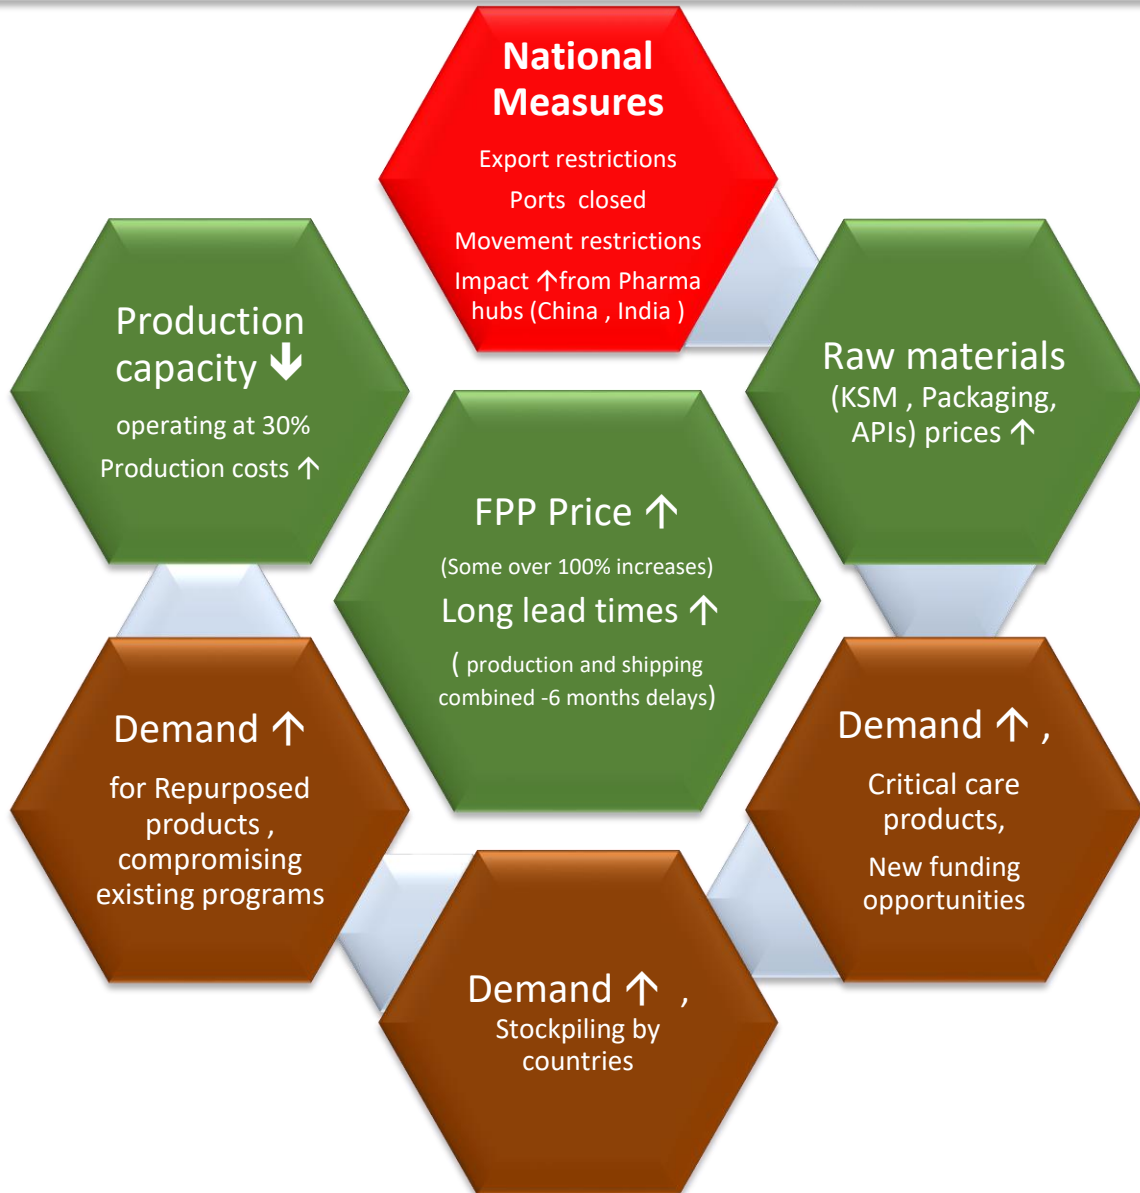 National
Measures
Export restrictions
Ports closed
Movement restrictions
Impact ↑from Pharma
hubs (China , India )
Production
capacity ↓
operating at 30%
Production costs ↑
Raw materials
(KSM , Packaging,
APIs) prices ↑
FPP Price ↑
(Some over 100% increases)
Long lead times ↑
( production and shipping
combined -6 months delays)
Demand ↑
for Repurposed
products ,
compromising
existing programs
Demand ↑ ,
Critical care
products,
New funding
opportunities
Demand ↑ ,
Stockpiling by
countries